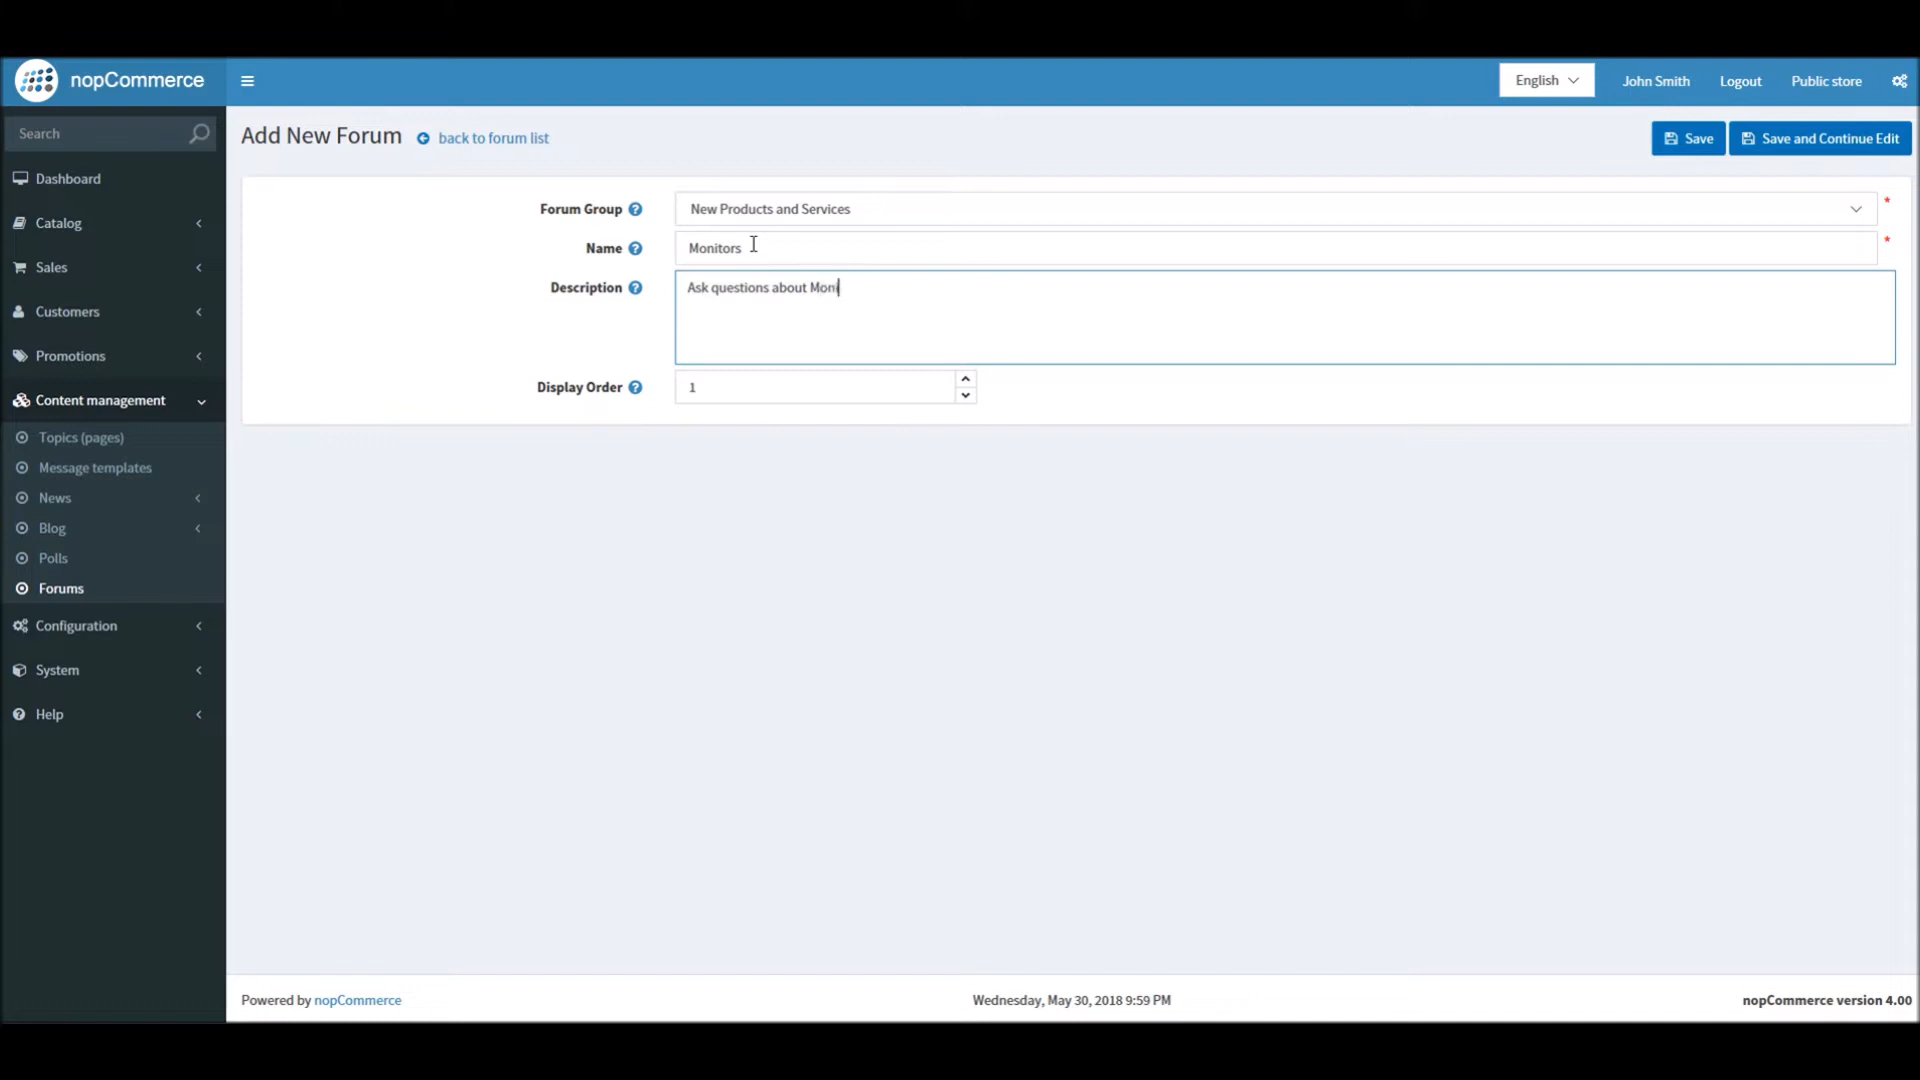 nopCommerce
English
John Smith
Logout
Public store
Search
Add New Forum
back to forum list
Save
Save and Continue Edit
Dashboard
Catalog
Sales
Customers
Promotions
Content management
Topics (pages)
Message templates
News
Blog
Polls
Forums
Configuration
System
Help
Forum Group
New Products and Services
*
Name
Monitors
*
Description
Ask questions about Moni
Display Order
1
Powered by nopCommerce
Wednesday, May 30, 2018 9:59 PM
nopCommerce version 4.00